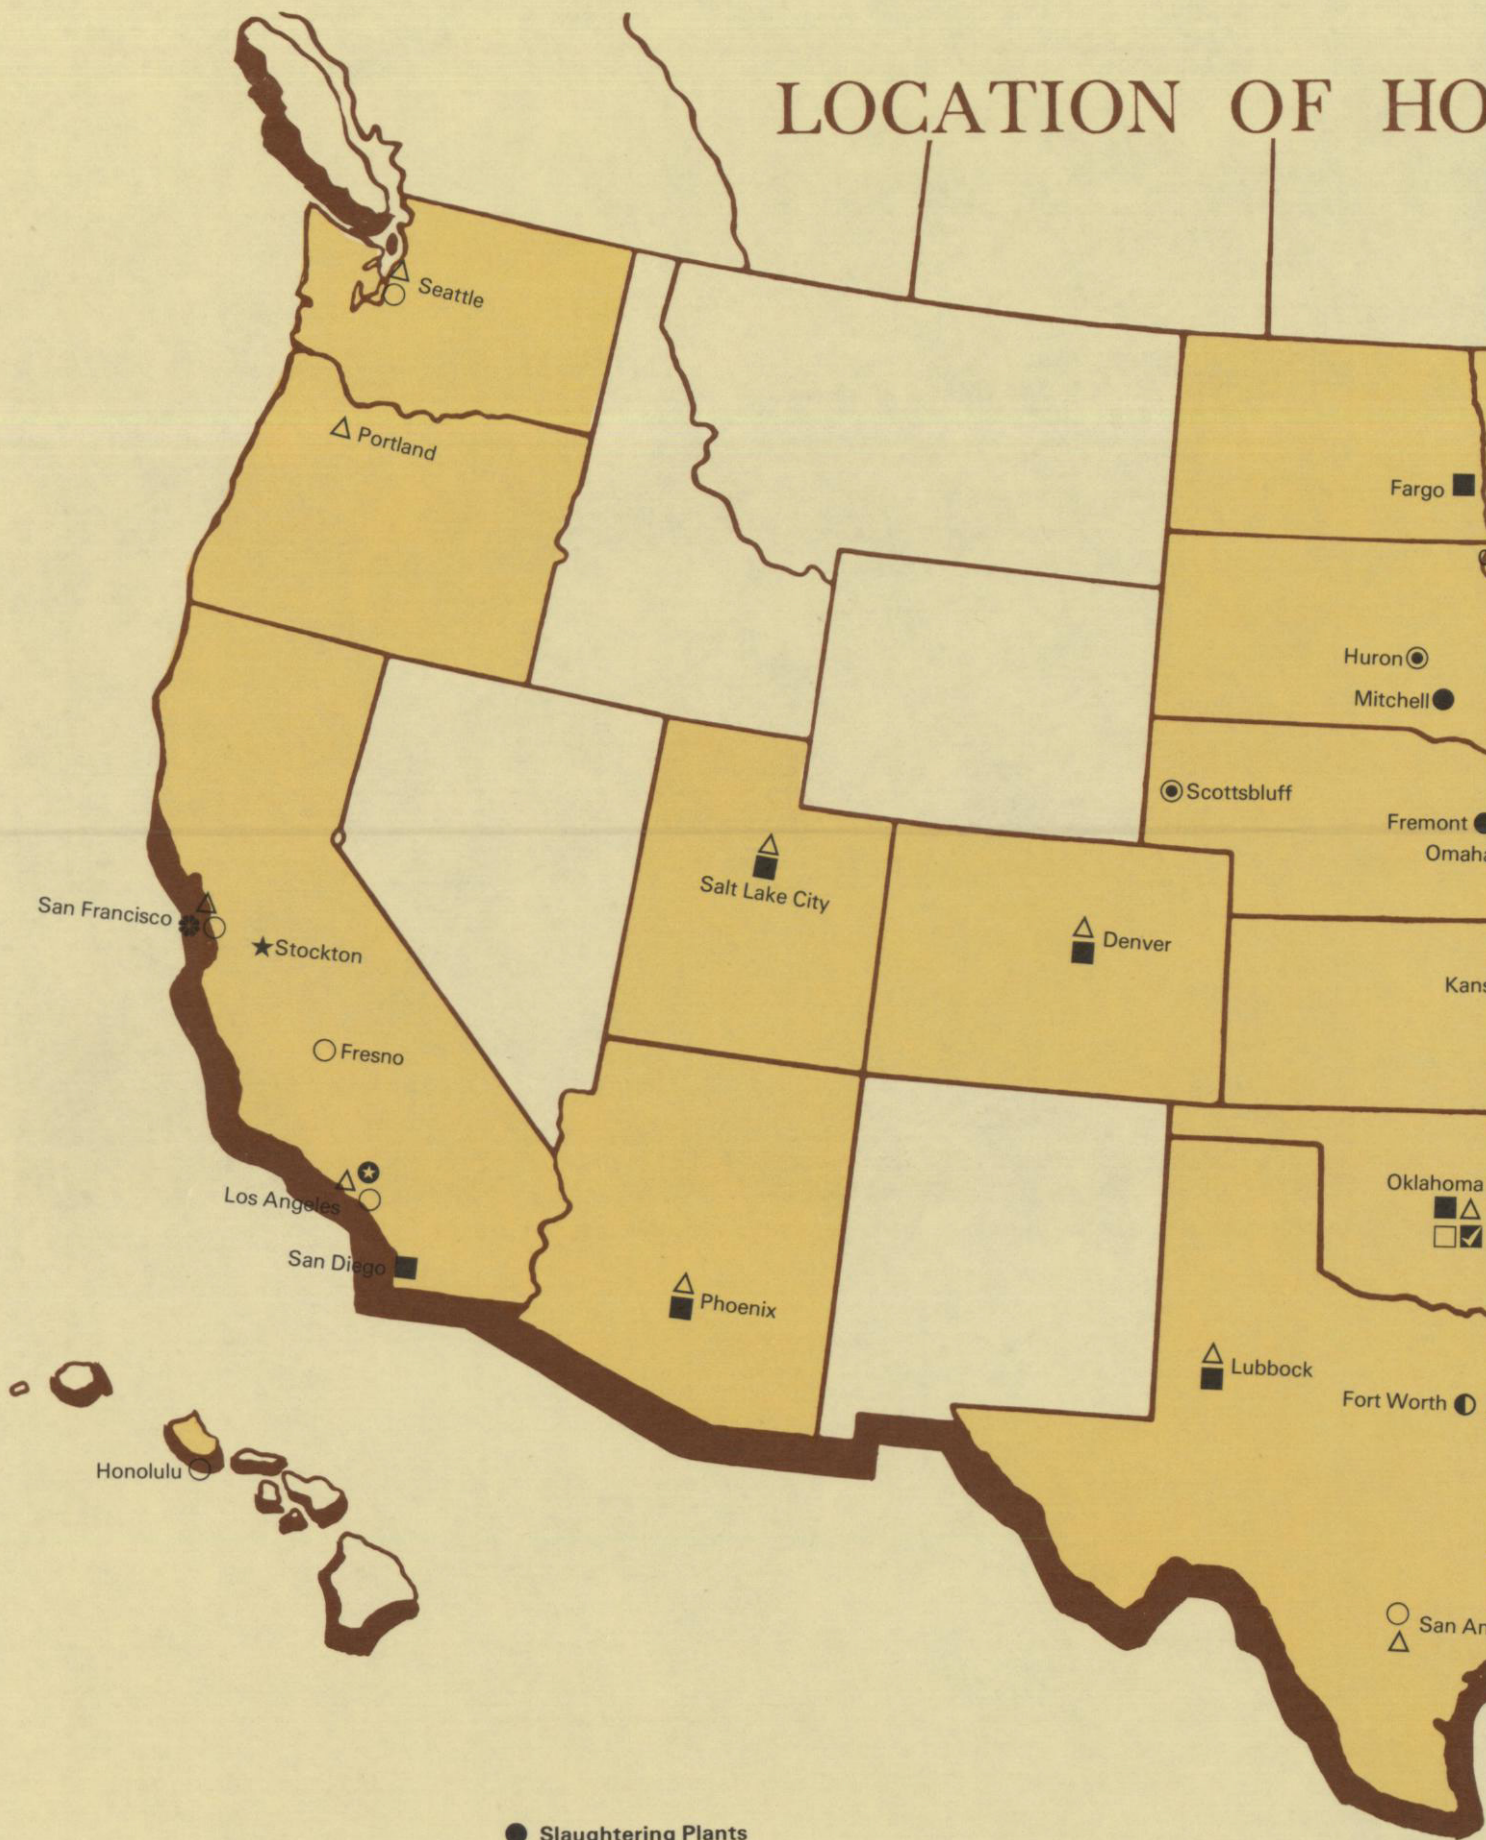 LOCATION OF HO
Seattle
Portland
Fargo
Huron
Mitchell
Scottsbluff
Fremont
Omaha
Salt Lake City
San Francisco
Stockton
Denver
Kans
Fresno
Los Angeles
San Diego
Oklahoma
Phoenix
Lubbock
Fort Worth
Honolulu
San An
Slaughtering Plants